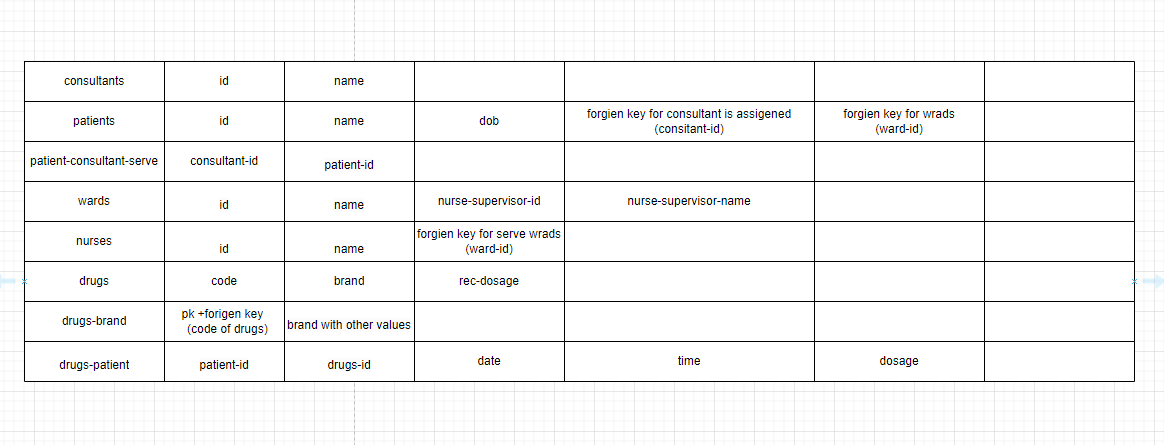 consultants
id
name
patients
id
name
dob
forgien key for consultant is assigened
(consitant-id)
forgien key for wrads
(ward-id)
patient-consultant-serve
consultant-id
patient-id
wards
id
name
nurse-supervisor-id
nurse-supervisor-name
nurses
id
name
forgien key for serve wrads
(ward-id)
drugs
code
brand
rec-dosage
drugs-brand
pk +forigen key
(code of drugs)
brand with other values
drugs-patient
patient-id
drugs-id
date
time
dosage